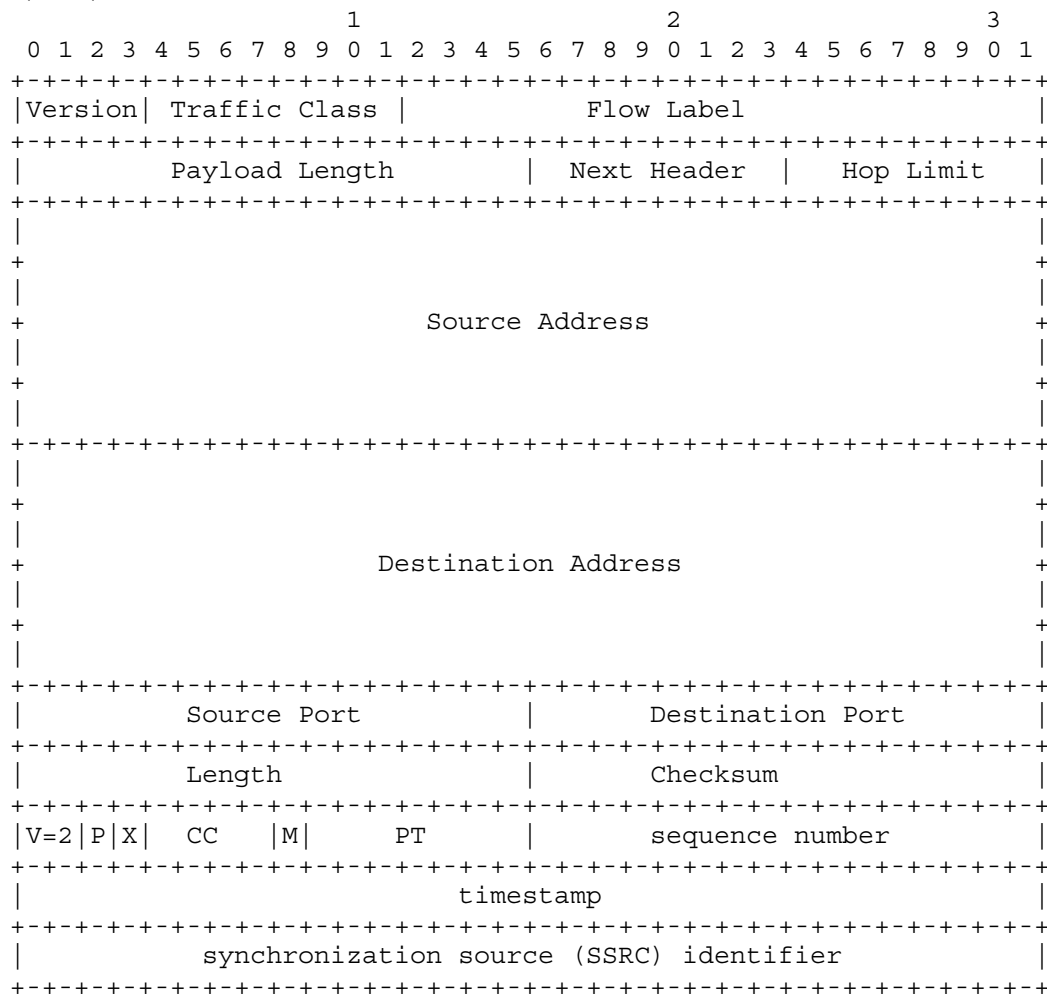 1                   2                   3
 0 1 2 3 4 5 6 7 8 9 0 1 2 3 4 5 6 7 8 9 0 1 2 3 4 5 6 7 8 9 0 1
+-+-+-+-+-+-+-+-+-+-+-+-+-+-+-+-+-+-+-+-+-+-+-+-+-+-+-+-+-+-+-+-+
|Version| Traffic Class |           Flow Label                  |
+-+-+-+-+-+-+-+-+-+-+-+-+-+-+-+-+-+-+-+-+-+-+-+-+-+-+-+-+-+-+-+-+
|         Payload Length        |  Next Header  |   Hop Limit   |
+-+-+-+-+-+-+-+-+-+-+-+-+-+-+-+-+-+-+-+-+-+-+-+-+-+-+-+-+-+-+-+-+
|                                                               |
+                                                               +
|                                                               |
+                         Source Address                        +
|                                                               |
+                                                               +
|                                                               |
+-+-+-+-+-+-+-+-+-+-+-+-+-+-+-+-+-+-+-+-+-+-+-+-+-+-+-+-+-+-+-+-+
|                                                               |
+                                                               +
|                                                               |
+                      Destination Address                      +
|                                                               |
+                                                               +
|                                                               |
+-+-+-+-+-+-+-+-+-+-+-+-+-+-+-+-+-+-+-+-+-+-+-+-+-+-+-+-+-+-+-+-+
|          Source Port          |       Destination Port        |
+-+-+-+-+-+-+-+-+-+-+-+-+-+-+-+-+-+-+-+-+-+-+-+-+-+-+-+-+-+-+-+-+
|          Length               |       Checksum                |
+-+-+-+-+-+-+-+-+-+-+-+-+-+-+-+-+-+-+-+-+-+-+-+-+-+-+-+-+-+-+-+-+
|V=2|P|X|  CC   |M|     PT      |       sequence number         |
+-+-+-+-+-+-+-+-+-+-+-+-+-+-+-+-+-+-+-+-+-+-+-+-+-+-+-+-+-+-+-+-+
|                           timestamp                           |
+-+-+-+-+-+-+-+-+-+-+-+-+-+-+-+-+-+-+-+-+-+-+-+-+-+-+-+-+-+-+-+-+
|           synchronization source (SSRC) identifier            |
+-+-+-+-+-+-+-+-+-+-+-+-+-+-+-+-+-+-+-+-+-+-+-+-+-+-+-+-+-+-+-+-+